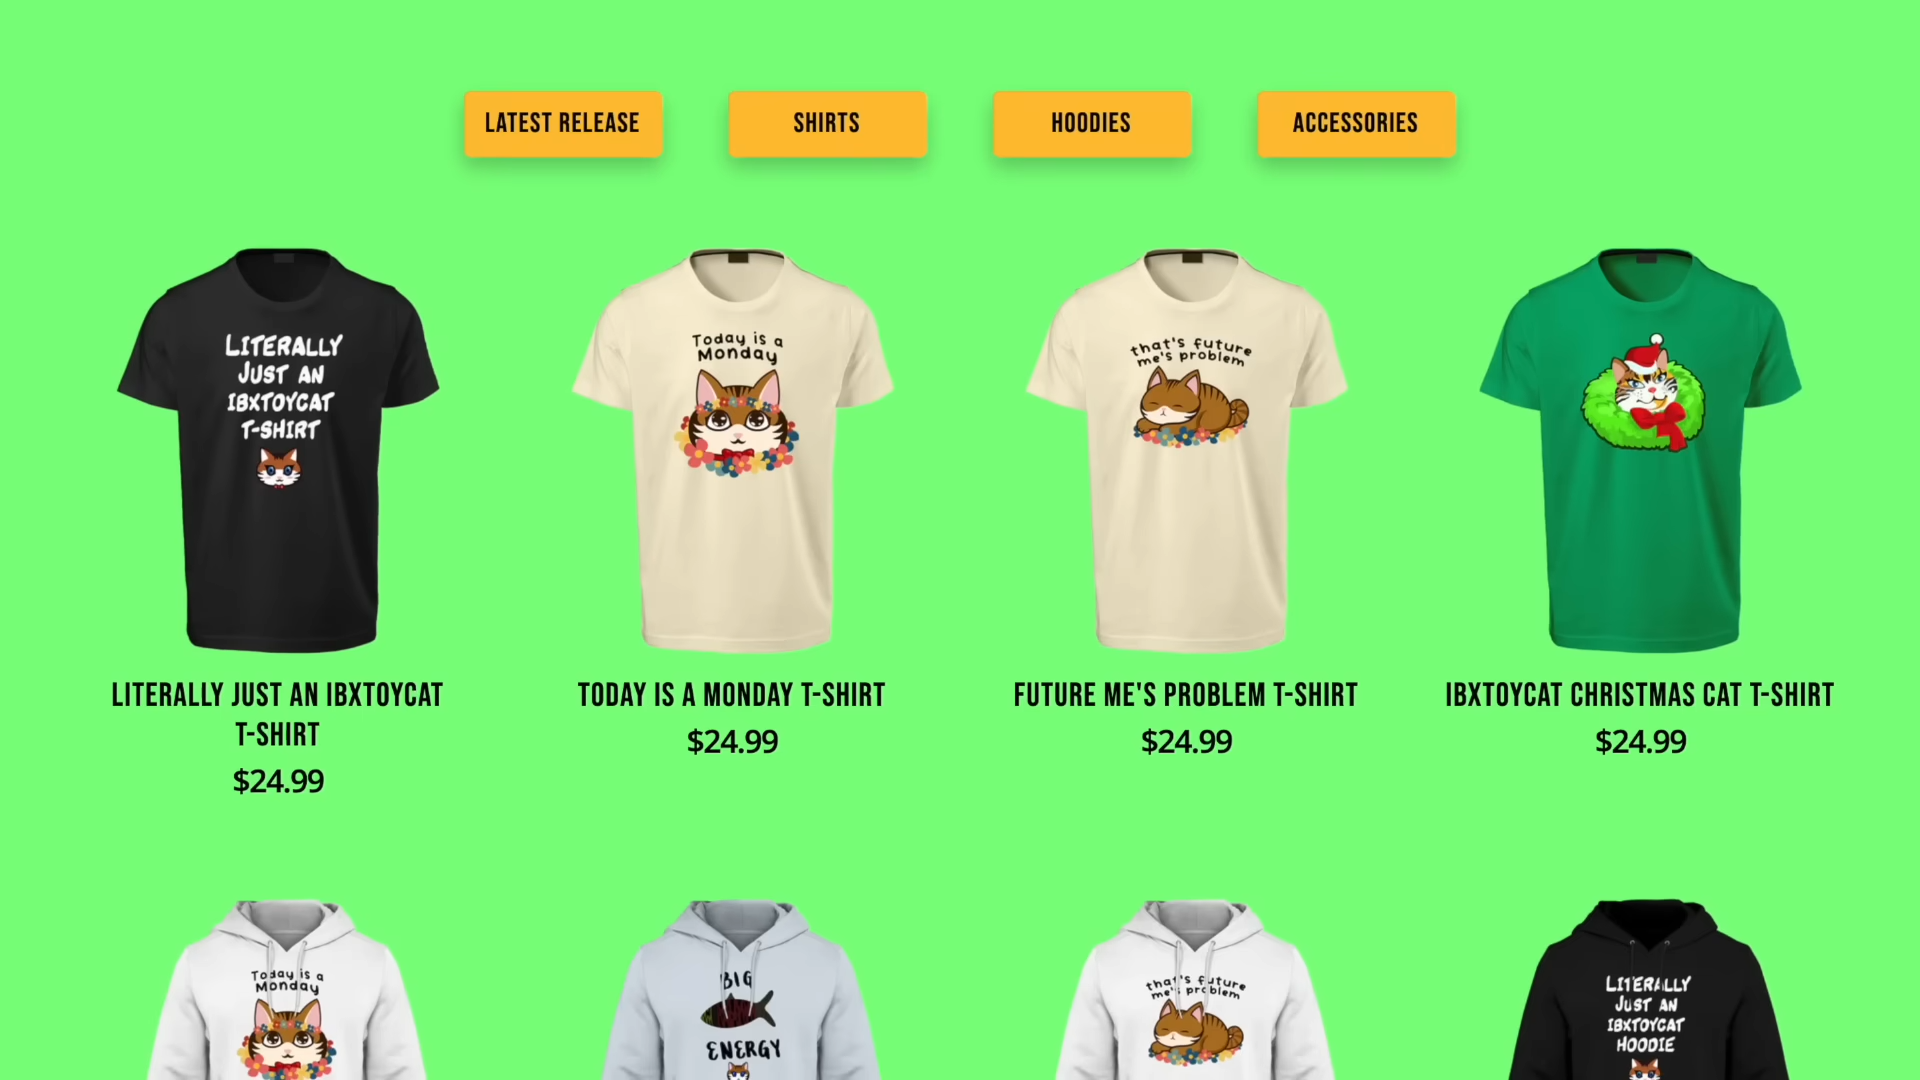 LATEST RELEASE
SHIRTS
HOODIES
ACCESSORIES
LITERALLY
JUST AN
IBXTOYCAT
T-SHIRT
Today is a
Monday
that's future
me's problem
LITERALLY JUST AN IBXTOYCAT
T-SHIRT
$24.99
TODAY IS A MONDAY T-SHIRT
$24.99
FUTURE ME'S PROBLEM T-SHIRT
$24.99
IBXTOYCAT CHRISTMAS CAT T-SHIRT
$24.99
Today is a
Monday
BIG
ENERGY
that's future
me's problem
LITERALLY
JUST AN
IBXTOYCAT
HOODIE